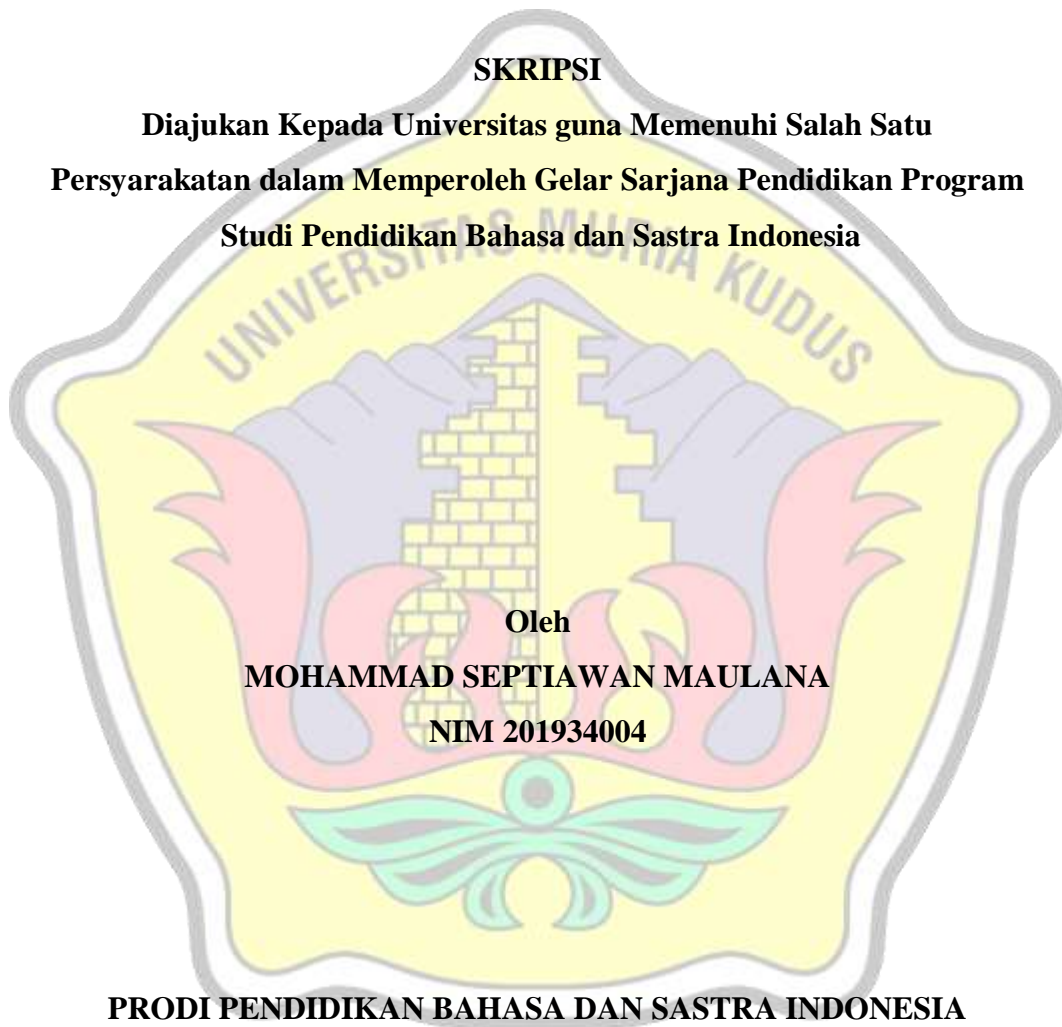 SKRIPSI
Diajukan Kepada Universitas guna Memenuhi Salah Satu
Persyarakatan dalam Memperoleh Gelar Sarjana Pendidikan Program
Studi Pendidikan Bahasa dan Sastra Indonesia
UNIVERSITAS MURIA KUDUS
Oleh
MOHAMMAD SEPTIAWAN MAULANA
NIM 201934004
PRODI PENDIDIKAN BAHASA DAN SASTRA INDONESIA